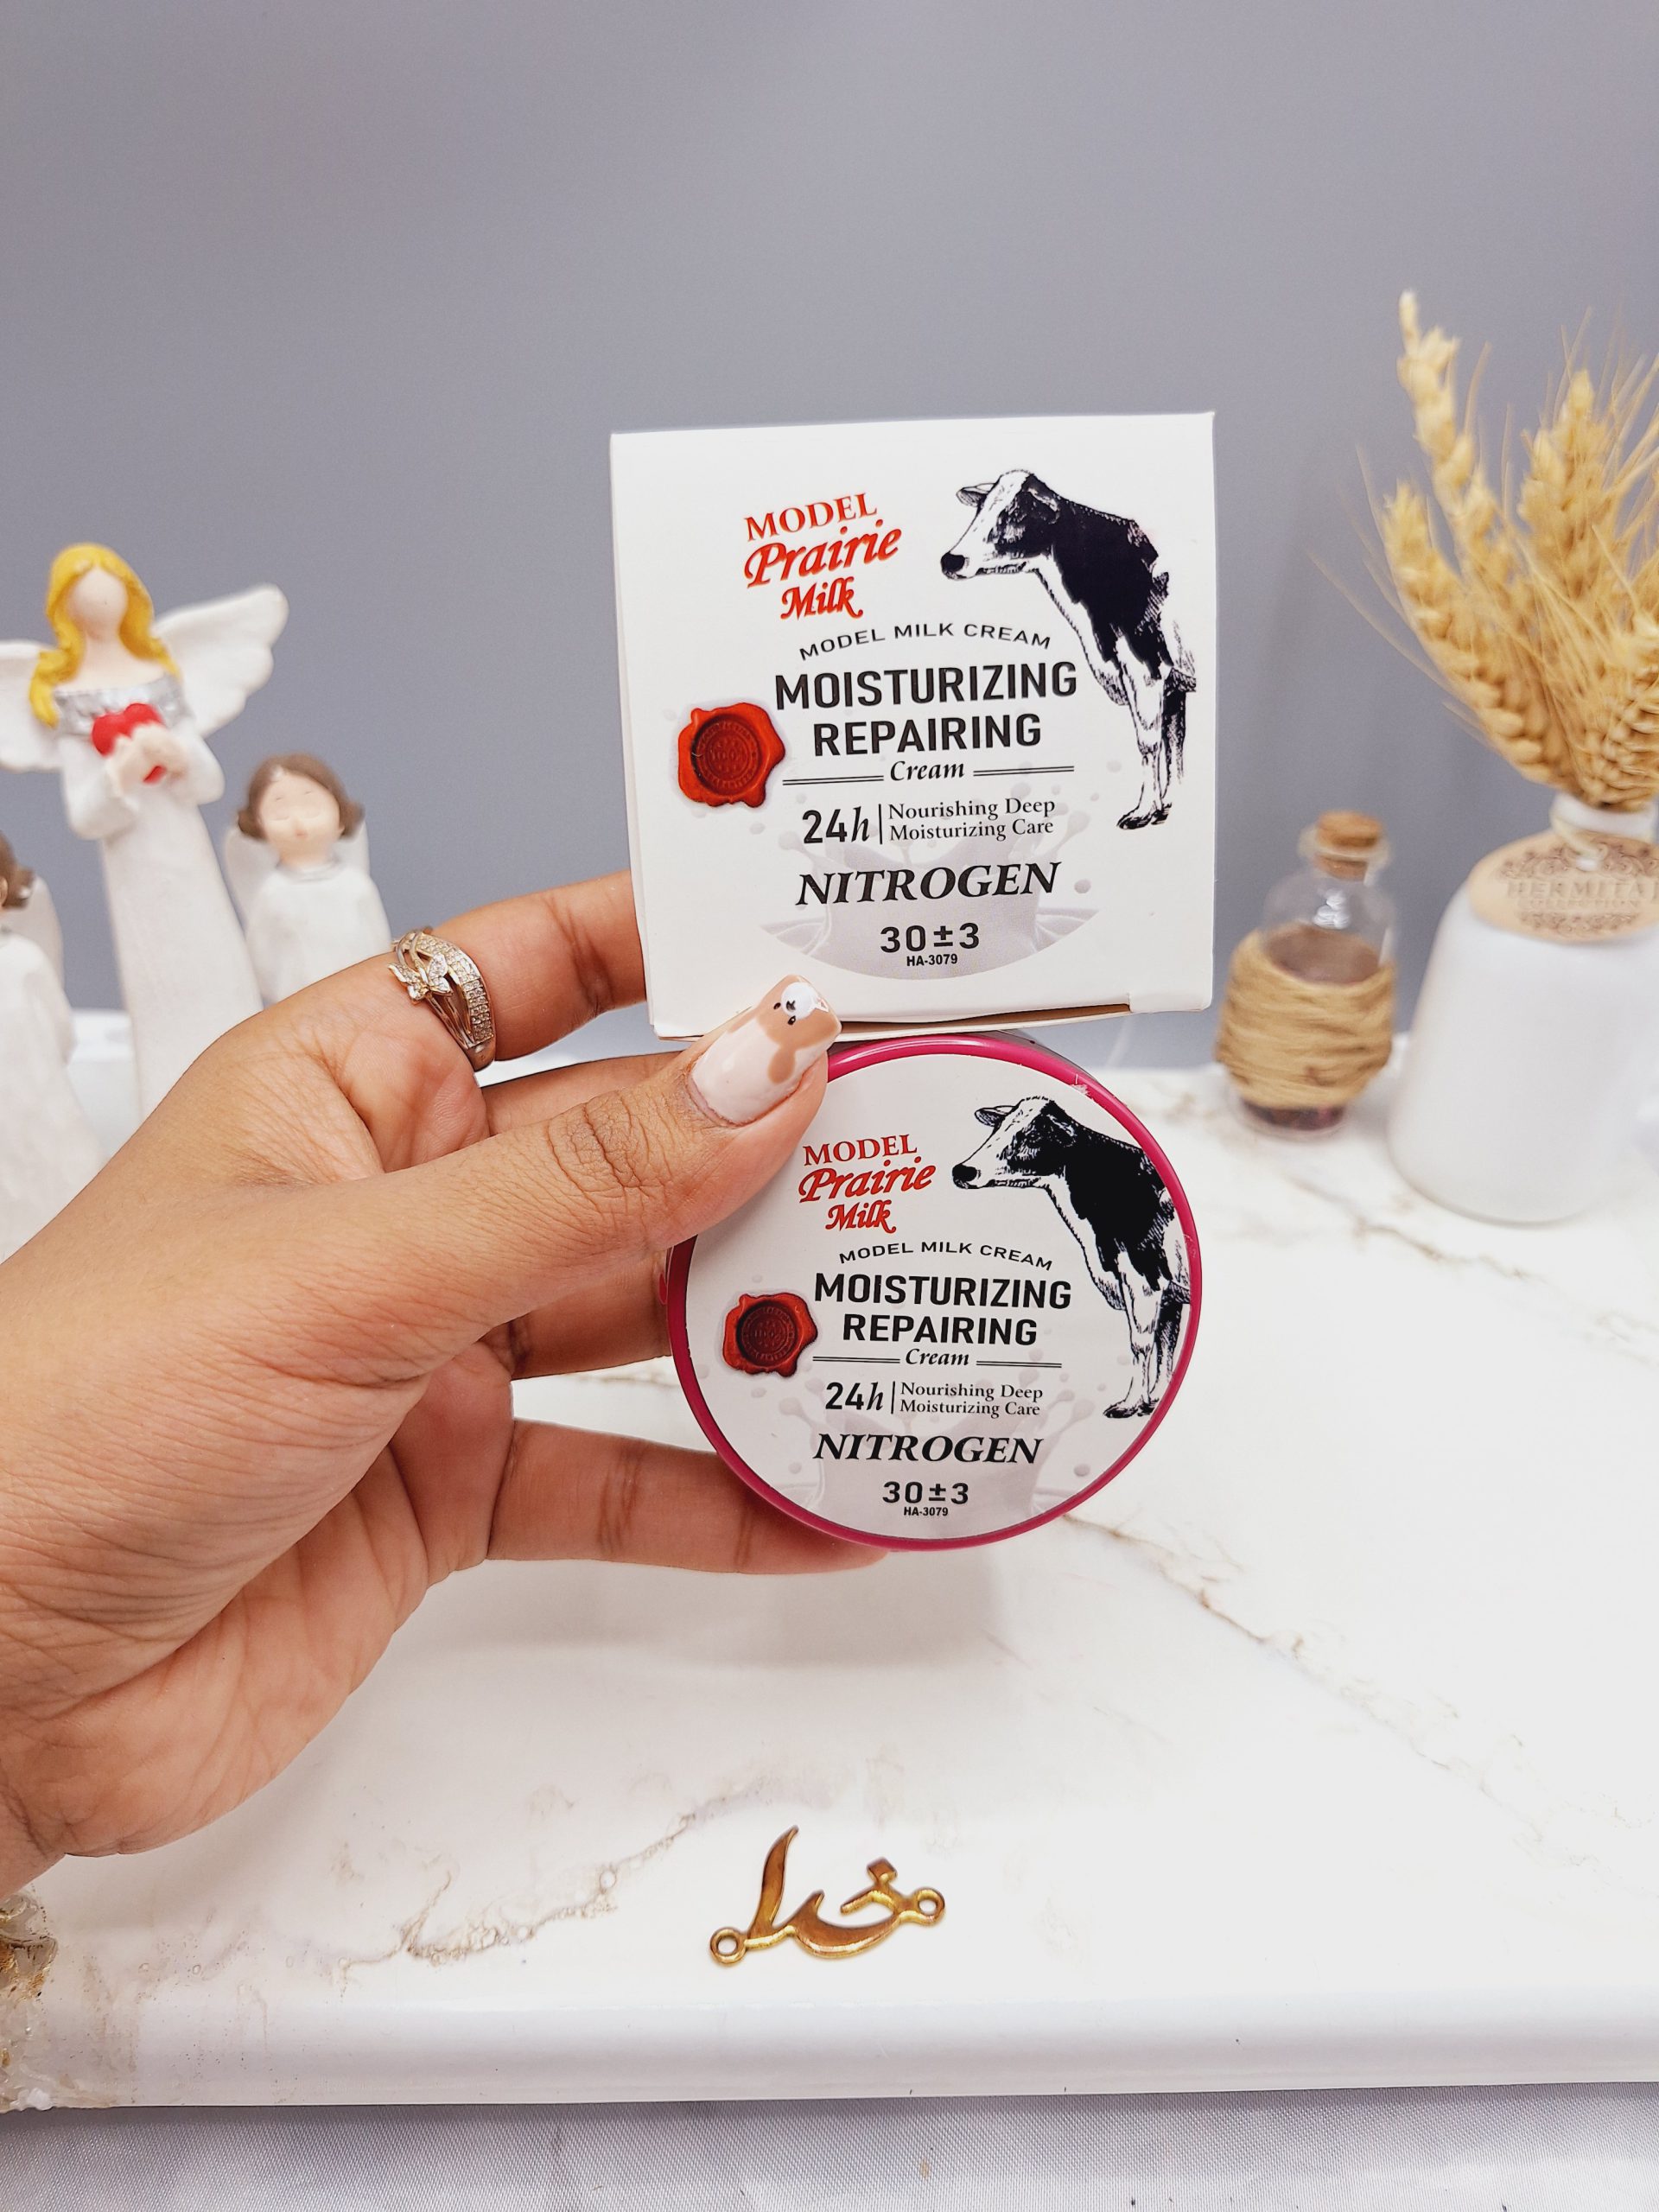 MODEL
Prairie
Milk
MODEL MILK CREAM
MOISTURIZING
REPAIRING
Cream
24h
Nourishing Deep
Moisturizing Care
NITROGEN
30±3
HA-3079
MODEL
Prairie
Milk
MODEL MILK CREAM
MOISTURIZING
REPAIRING
Cream
24h
Nourishing Deep
Moisturizing Care
NITROGEN
30±3
HA-3079
خدا